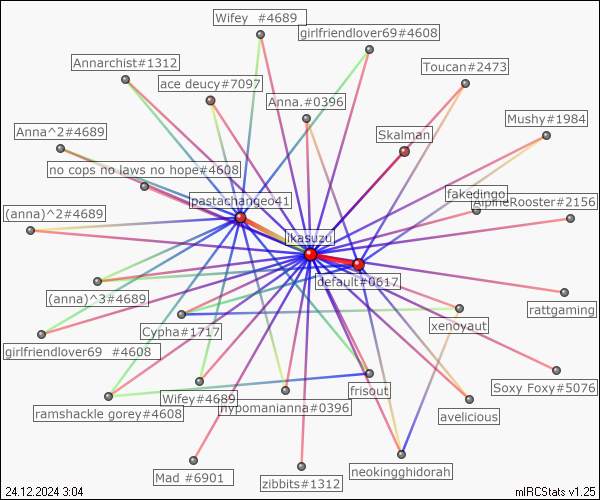 Wifey  #4689
girlfriendlover69#4608
Annarchist#1312
Toucan#2473
ace deucy#7097
Anna.#0396
Mushy#1984
Anna^2#4689
Skalman
no cops no laws no hope#4608
fakedingo
AlpineRooster#2156
pastachangeo41
(anna)^2#4689
ikasuzu
default#0617
(anna)^3#4689
rattgaming
Cypha#1717
xenoyaut
girlfriendlover69  #4608
Soxy Foxy#5076
frisout
Wifey#4689
hypomanianna#0396
ramshackle gorey#4608
avelicious
neokingghidorah
Mad #6901
zibbits#1312
24.12.2024 3:04
mIRCStats v1.25